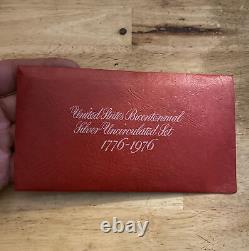 United States Bicentennial
Silver Uncirculated Set
1776-1976